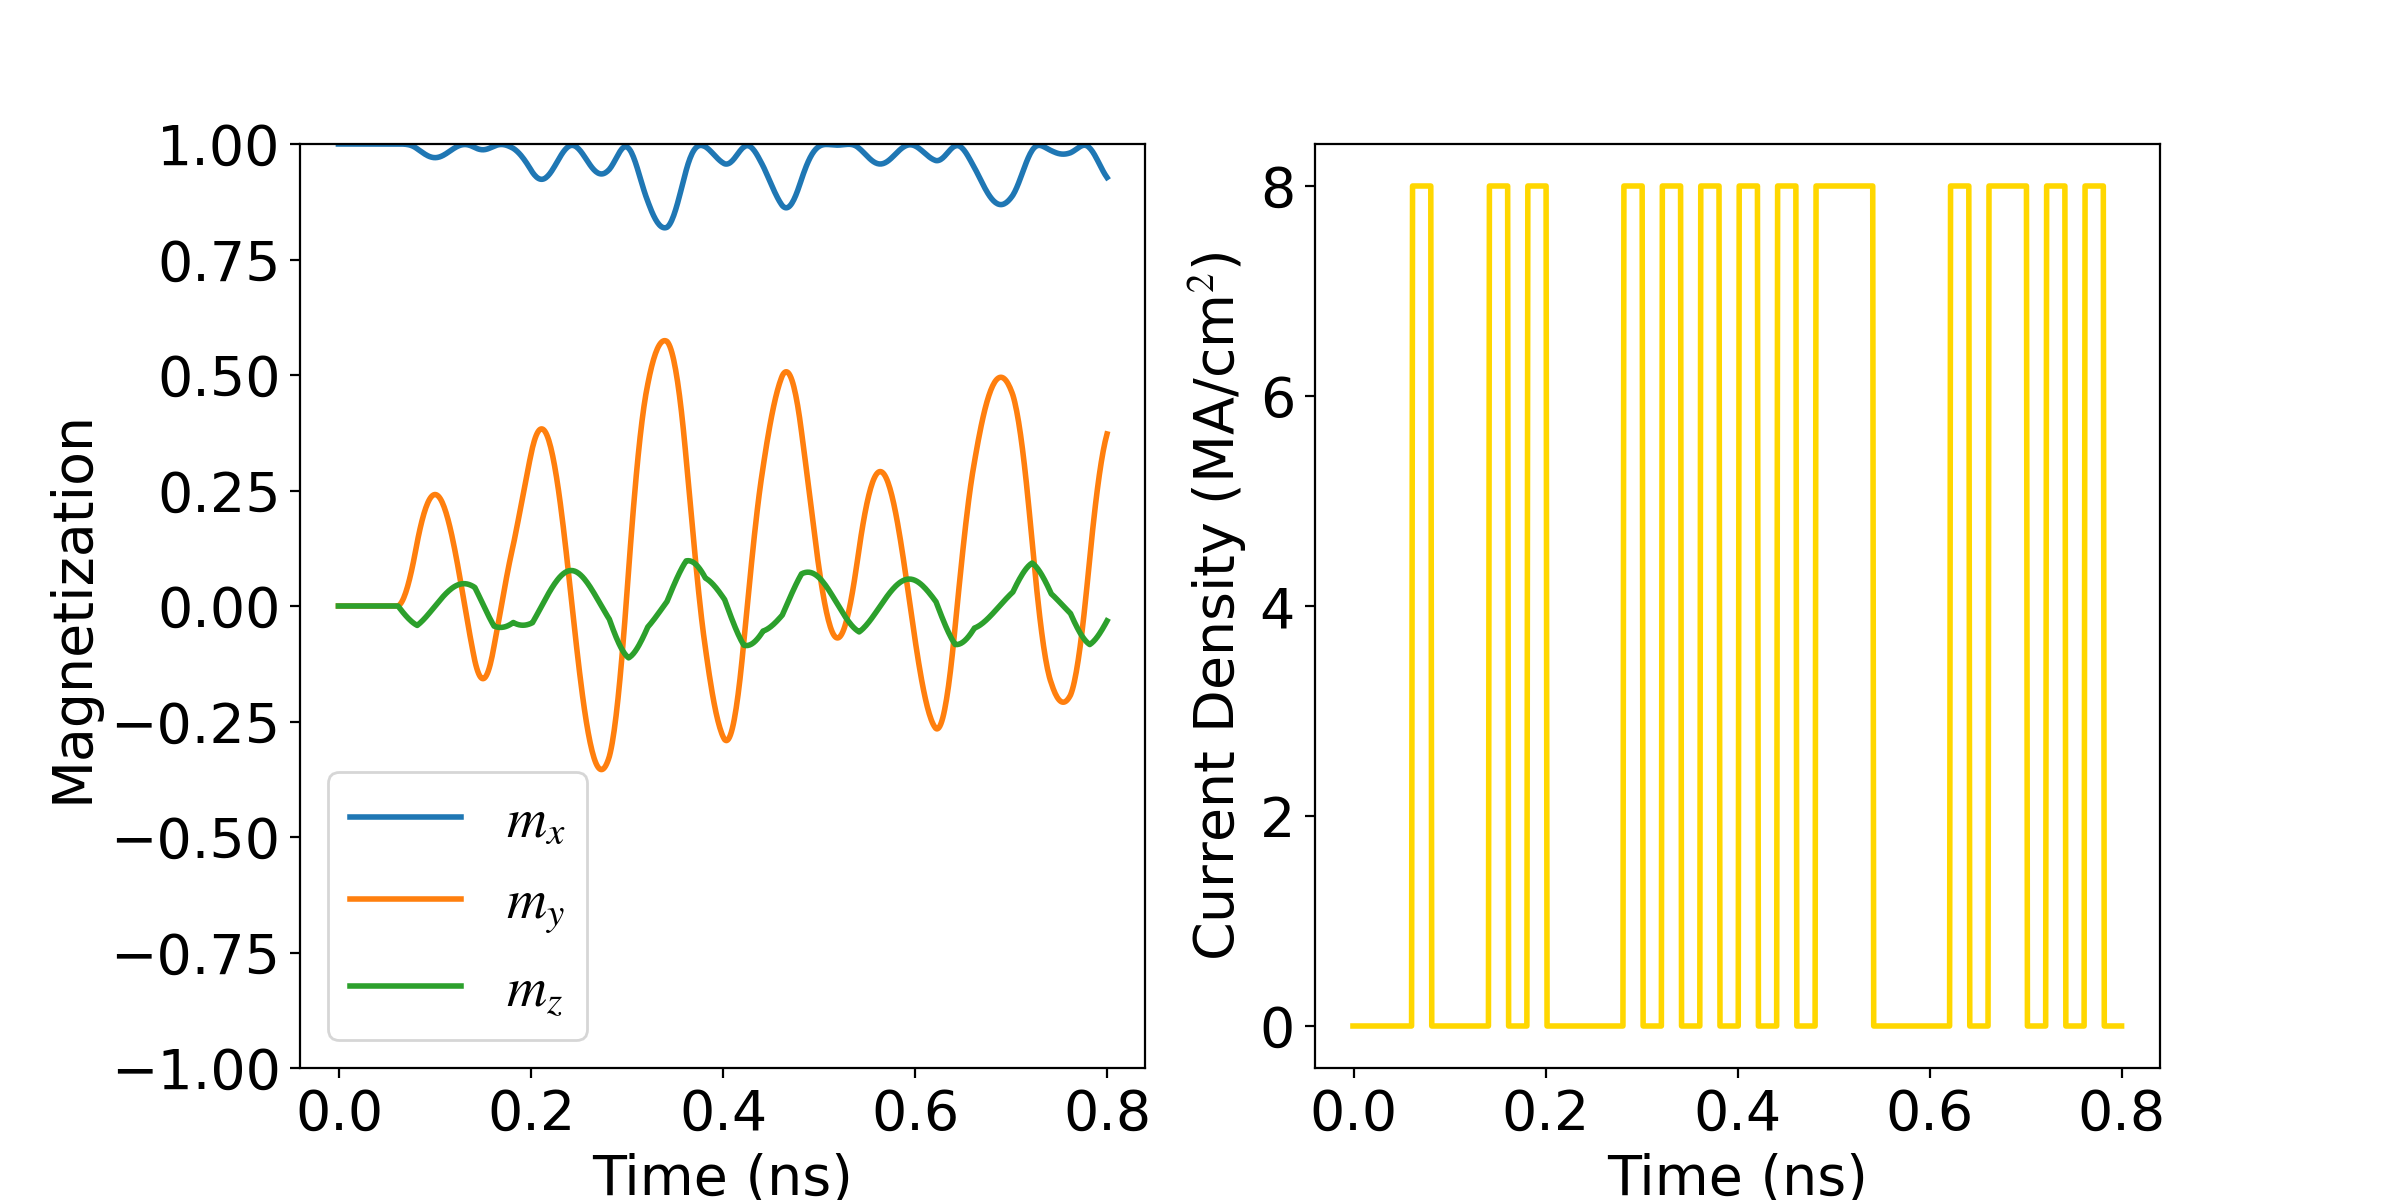 1.00
0.75
0.50
0.25
0.00
−0.25
−0.50
−0.75
−1.00
Magnetization
m_x
m_y
m_z
0.0 0.2 0.4 0.6 0.8
Time (ns)
8
6
4
2
0
Current Density (MA/cm²)
0.0 0.2 0.4 0.6 0.8
Time (ns)